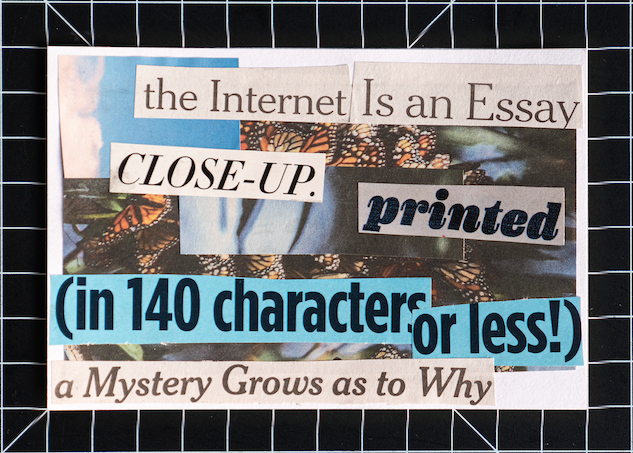 the Internet Is an Essay
CLOSE-UP.
printed
(in 140 characters
or less!)
a Mystery Grows as to Why